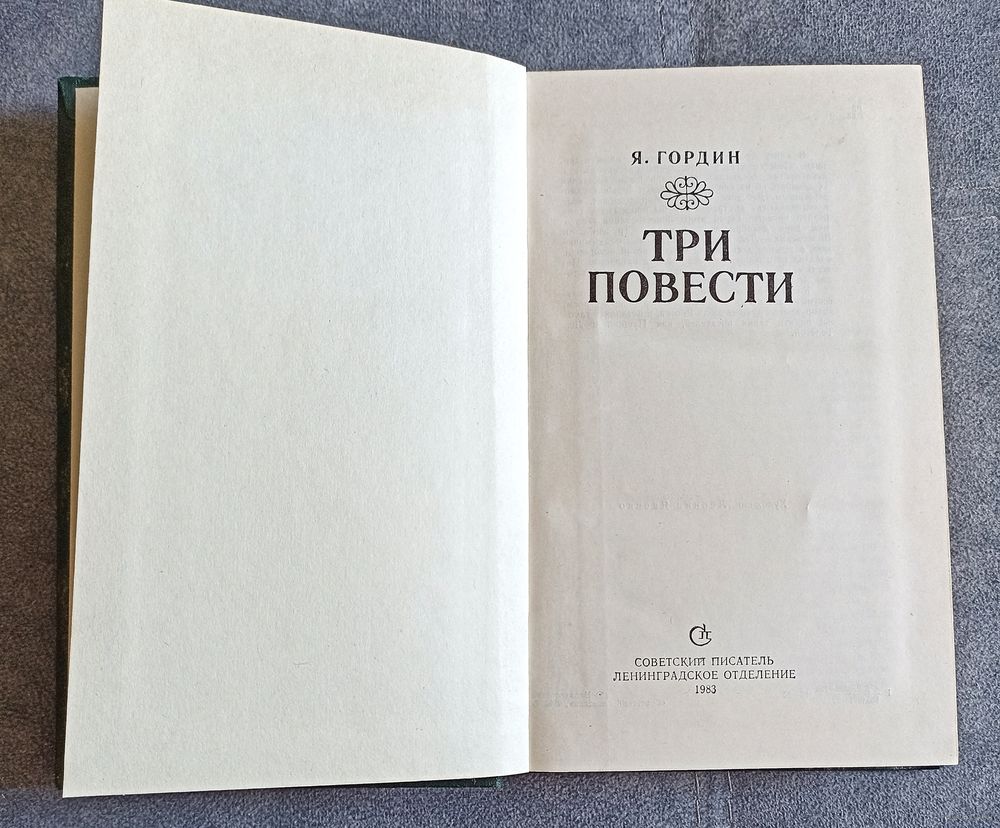 Я. ГОРДИН
ТРИ
ПОВЕСТИ
СОВЕТСКИЙ ПИСАТЕЛЬ
ЛЕНИНГРАДСКОЕ ОТДЕЛЕНИЕ
1983